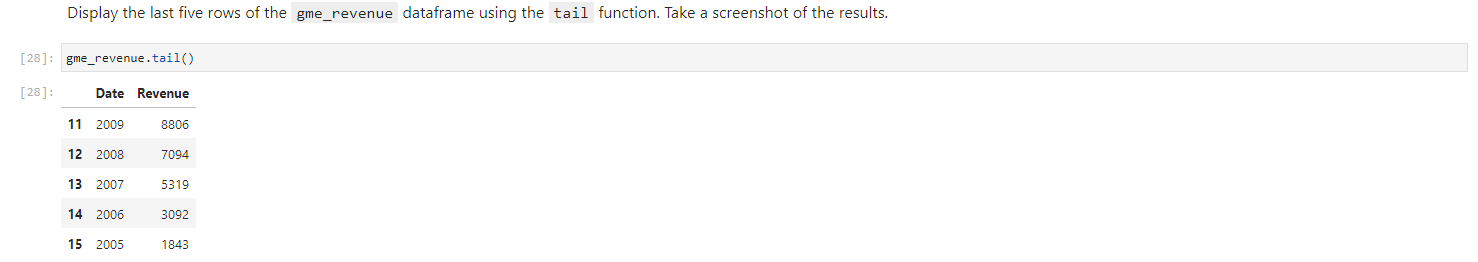 Display the last five rows of the gme_revenue dataframe using the tail function. Take a screenshot of the results.
[28]: gme_revenue.tail()
[28]: Date Revenue
11 2009 8806
12 2008 7094
13 2007 5319
14 2006 3092
15 2005 1843